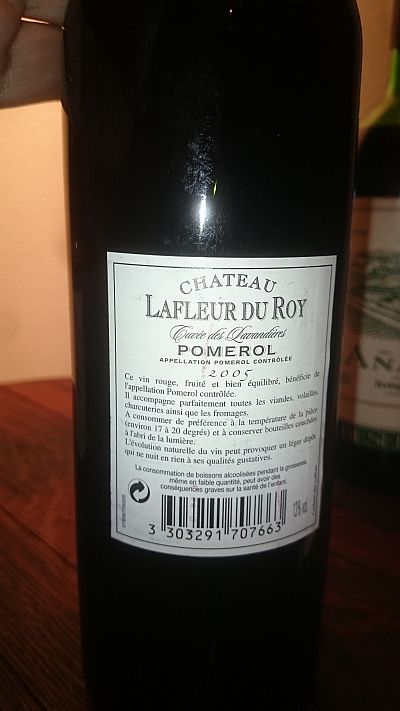 CHATEAU
LAFLEUR DU ROY
Cuvée des Lavandières
POMEROL
APPELLATION POMEROL CONTRÔLÉE
2005
Ce vin rouge, fruité et bien équilibré, bénéficie de
l'appellation Pomerol contrôlée.
Il accompagne parfaitement toutes les viandes, volailles,
charcuteries ainsi que les fromages.
A consommer de préférence à la température de la pièce
(environ 17 à 20 degrés) et à conserver bouteilles couchées
à l'abri de la lumière.
L'évolution naturelle du vin peut provoquer un léger dépôt
qui ne nuit en rien à ses qualités gustatives.
La consommation de boissons alcoolisées pendant la grossesse,
même en faible quantité, peut avoir des
conséquences graves sur la santé de l'enfant.
3 303291 707663
13% vol.